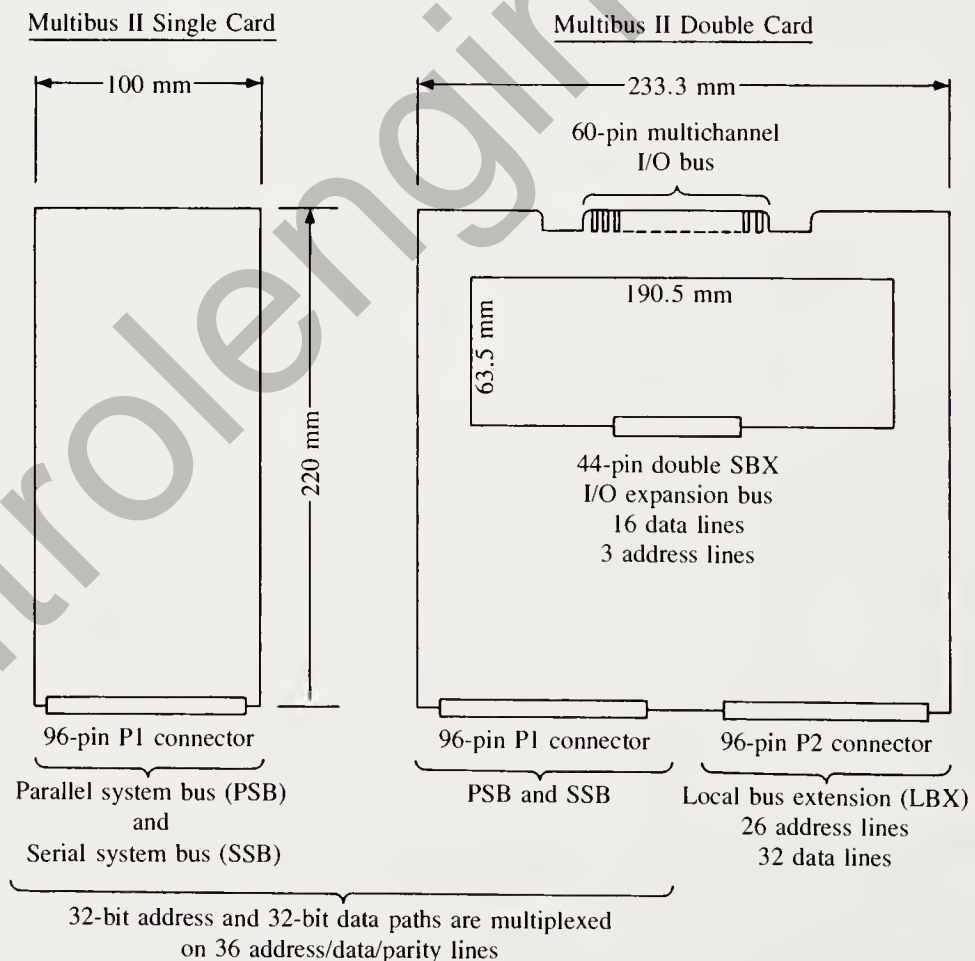 Multibus II Single Card
100 mm
220 mm
96-pin P1 connector
Parallel system bus (PSB)
and
Serial system bus (SSB)
Multibus II Double Card
233.3 mm
60-pin multichannel
I/O bus
190.5 mm
63.5 mm
44-pin double SBX
I/O expansion bus
16 data lines
3 address lines
96-pin P1 connector
PSB and SSB
96-pin P2 connector
Local bus extension (LBX)
26 address lines
32 data lines
32-bit address and 32-bit data paths are multiplexed
on 36 address/data/parity lines
trolengin